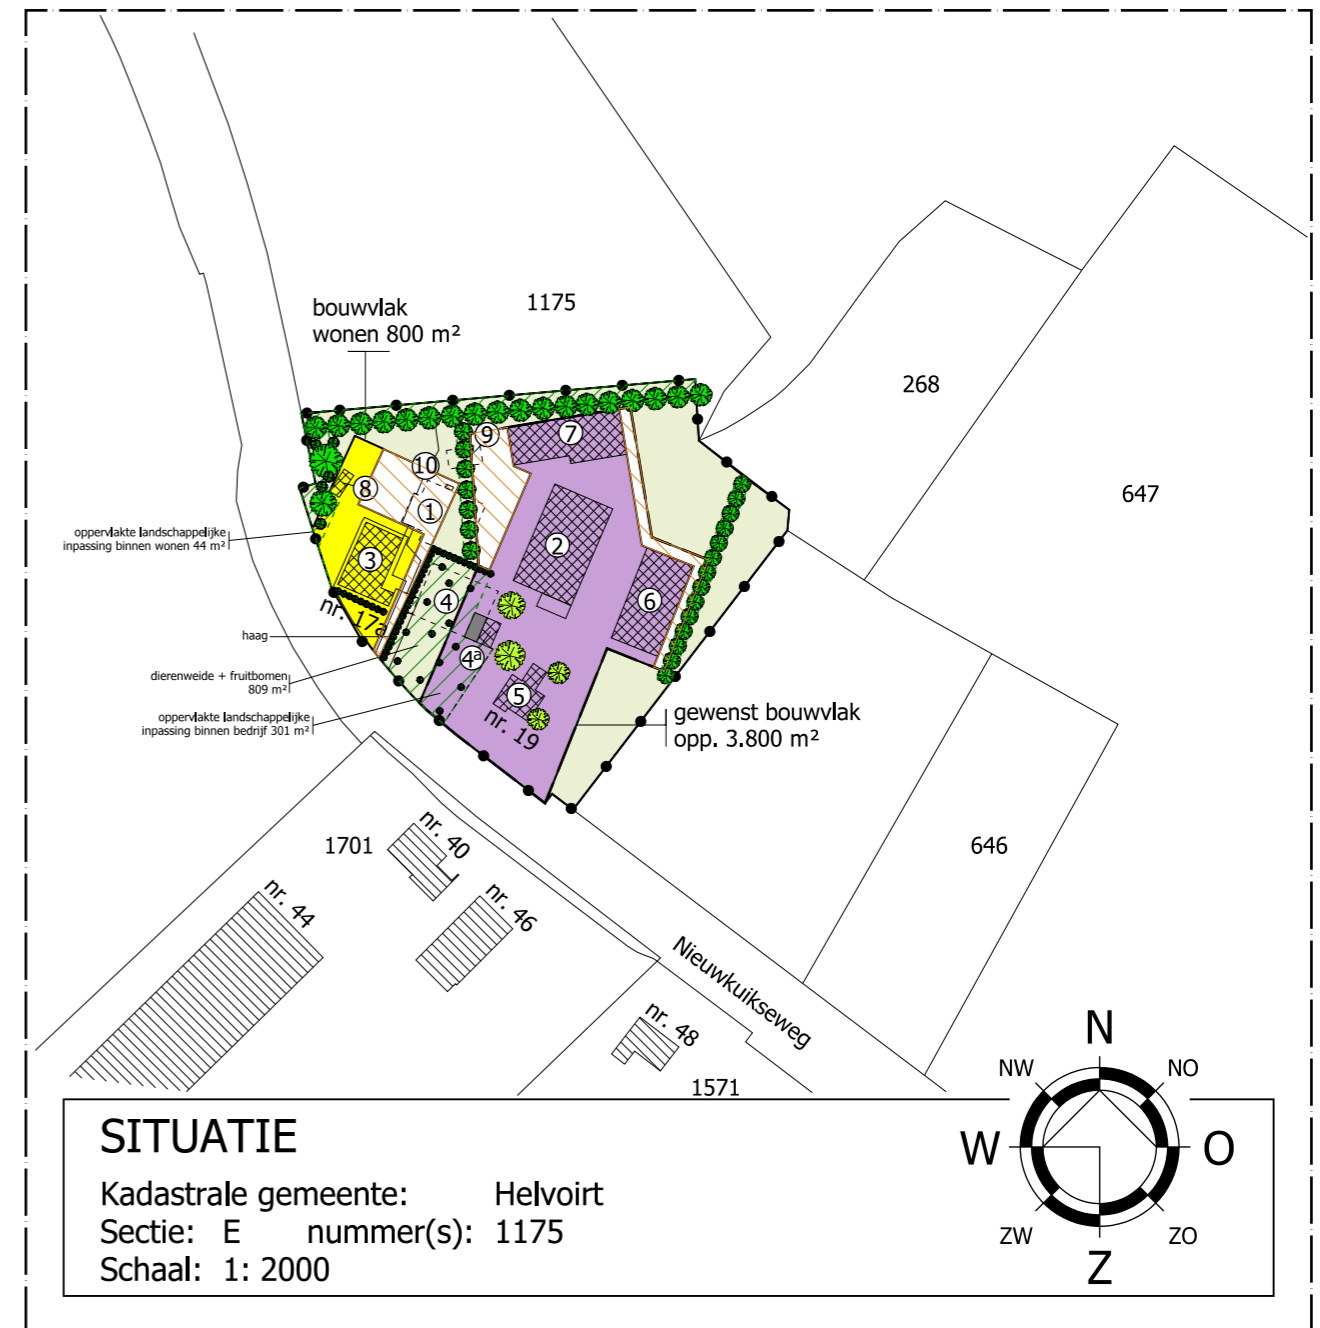 1175
bouwvlak
wonen 800 m²
268
647
9
7
10
8
1
oppervlakte landschappelijke
inpassing binnen wonen 44 m²
2
3
4
6
nr. 17a
haag
4a
dierenweide + fruitbomen
809 m²
5
oppervlakte landschappelijke
inpassing binnen bedrijf 301 m²
nr. 19
gewenst bouwvlak
opp. 3.800 m²
1701
nr. 40
646
nr. 44
nr. 46
Nieuwkuikseweg
nr. 48
1571
N
NW
NO
W
O
ZW
ZO
Z
SITUATIE
Kadastrale gemeente: Helvoirt
Sectie: E nummer(s): 1175
Schaal: 1: 2000